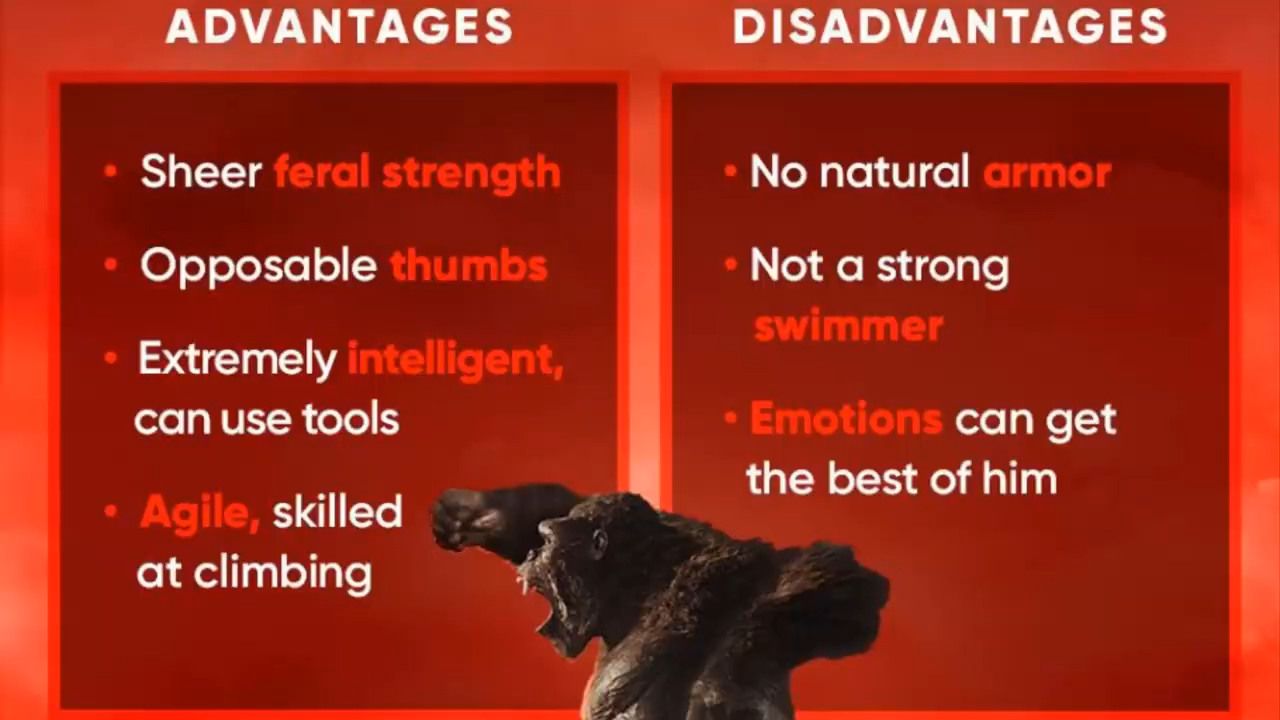 ADVANTAGES
• Sheer feral strength
• Opposable thumbs
• Extremely intelligent,
can use tools
• Agile, skilled
at climbing
DISADVANTAGES
• No natural armor
• Not a strong
swimmer
• Emotions can get
the best of him